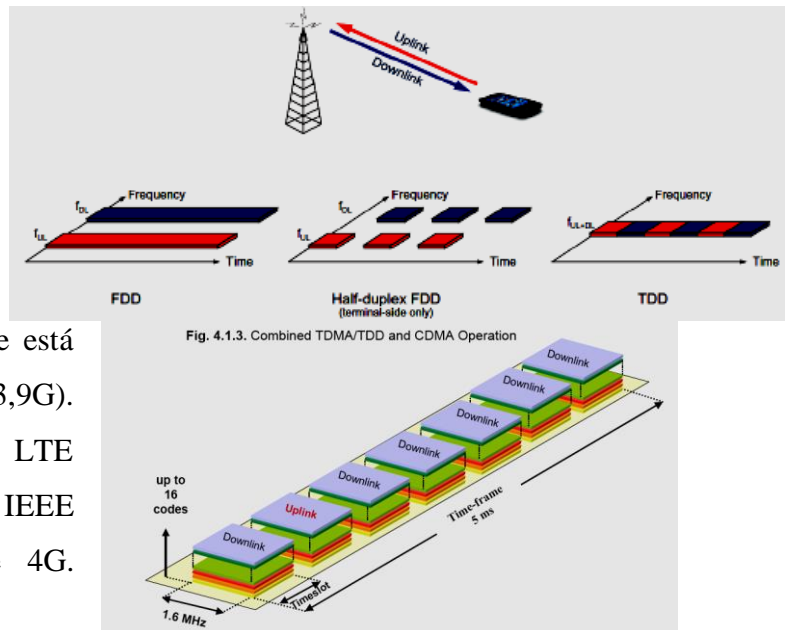 Uplink
Downlink
Frequency
f_DL
f_UL
Time
FDD
Frequency
f_DL
f_UL
Time
Half-duplex FDD
(terminal-side only)
Frequency
f_UL+DL
Time
TDD
e está
3,9G).
LTE
IEEE
4G.
Fig. 4.1.3. Combined TDMA/TDD and CDMA Operation
Downlink
Downlink
Downlink
Downlink
Downlink
Uplink
Downlink
up to
16
codes
Time-frame
5 ms
Timeslot
1.6 MHz